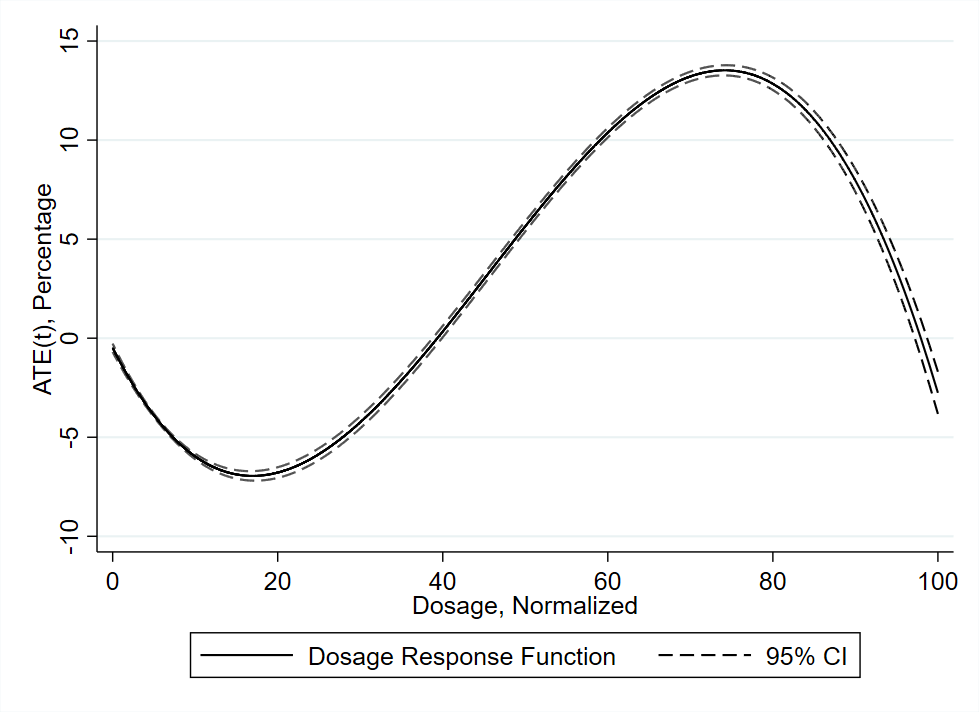 ATE(t), Percentage
15
10
5
0
-5
-10
0 20 40 60 80 100
Dosage, Normalized
Dosage Response Function 95% CI